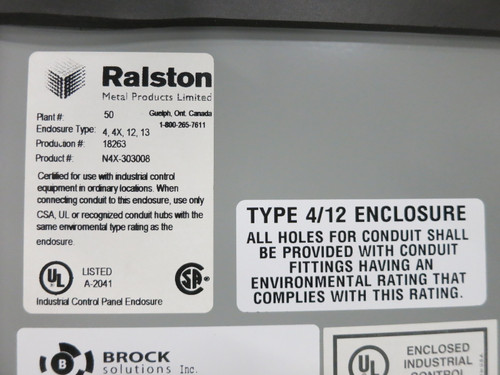 Ralston
Metal Products Limited
Plant #: 50 Guelph, Ont. Canada
Enclosure Type: 4, 4X, 12, 13 1-800-265-7611
Production #: 18263
Product #: N4X-303008
Certified for use with industrial control
equipment in ordinary locations. When
connecting conduit to this enclosure, use only
CSA, UL or recognized conduit hubs with the
same enviromental type rating as the
enclosure.
UL LISTED
A-2041
SA
Industrial Control Panel Enclosure
TYPE 4/12 ENCLOSURE
ALL HOLES FOR CONDUIT SHALL
BE PROVIDED WITH CONDUIT
FITTINGS HAVING AN
ENVIRONMENTAL RATING THAT
COMPLIES WITH THIS RATING.
B BROCK
solutions Inc.
UL ENCLOSED
INDUSTRIAL
CONTROL